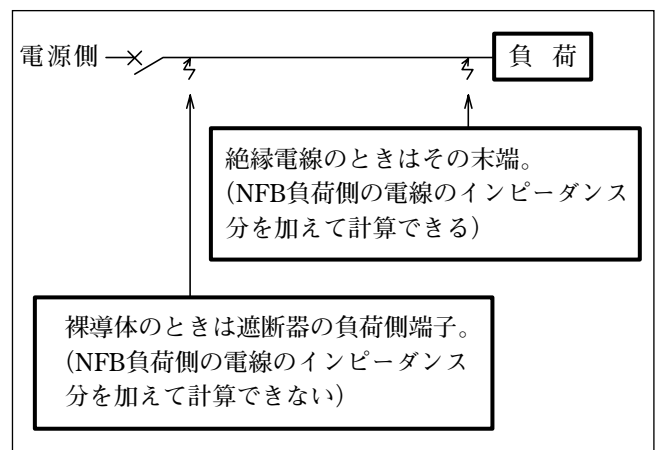 電源側
負 荷
絶縁電線のときはその末端。
(NFB負荷側の電線のインピーダンス
分を加えて計算できる)
裸導体のときは遮断器の負荷側端子。
(NFB負荷側の電線のインピーダンス
分を加えて計算できない)